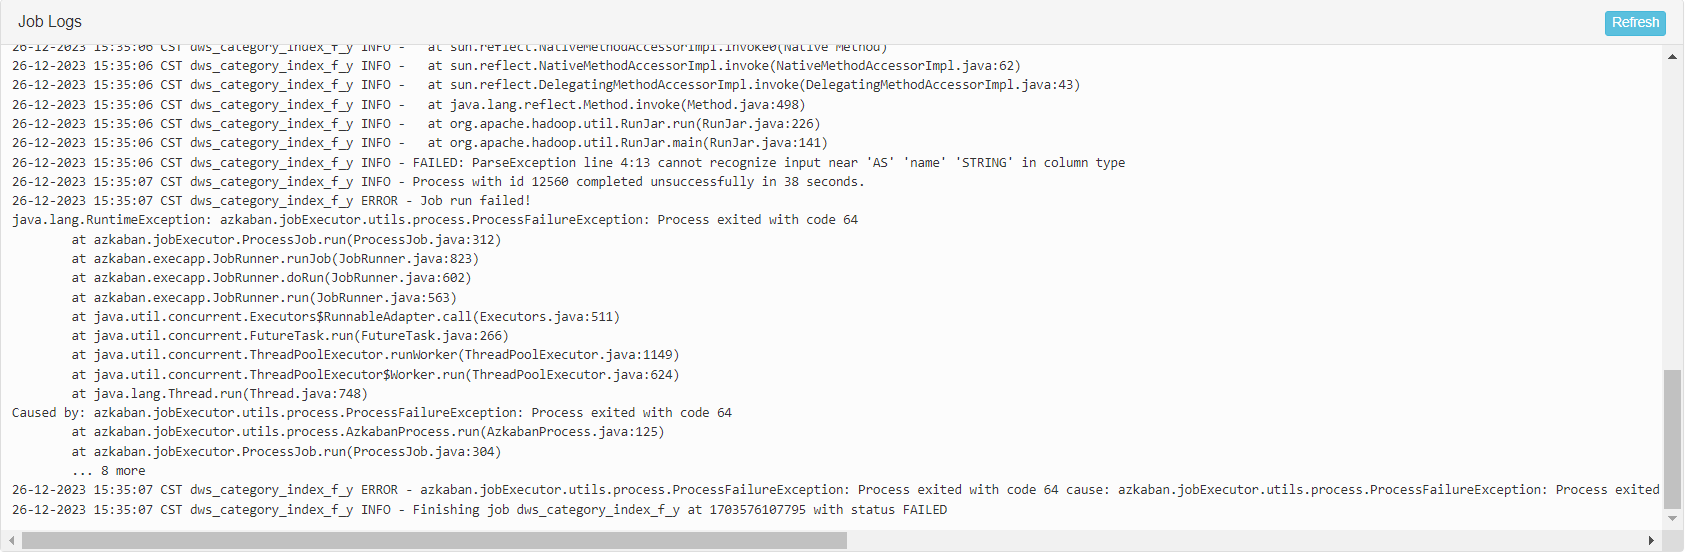 Job Logs
Refresh
26-12-2023 15:35:06 CST dws_category_index_f_y INFO - 	at sun.reflect.NativeMethodAccessorImpl.invoke0(Native Method)
26-12-2023 15:35:06 CST dws_category_index_f_y INFO - 	at sun.reflect.NativeMethodAccessorImpl.invoke(NativeMethodAccessorImpl.java:62)
26-12-2023 15:35:06 CST dws_category_index_f_y INFO - 	at sun.reflect.DelegatingMethodAccessorImpl.invoke(DelegatingMethodAccessorImpl.java:43)
26-12-2023 15:35:06 CST dws_category_index_f_y INFO - 	at java.lang.reflect.Method.invoke(Method.java:498)
26-12-2023 15:35:06 CST dws_category_index_f_y INFO - 	at org.apache.hadoop.util.RunJar.run(RunJar.java:226)
26-12-2023 15:35:06 CST dws_category_index_f_y INFO - 	at org.apache.hadoop.util.RunJar.main(RunJar.java:141)
26-12-2023 15:35:06 CST dws_category_index_f_y INFO - FAILED: ParseException line 4:13 cannot recognize input near 'AS' 'name' 'STRING' in column type
26-12-2023 15:35:07 CST dws_category_index_f_y INFO - Process with id 12560 completed unsuccessfully in 38 seconds.
26-12-2023 15:35:07 CST dws_category_index_f_y ERROR - Job run failed!
java.lang.RuntimeException: azkaban.jobExecutor.utils.process.ProcessFailureException: Process exited with code 64
	at azkaban.jobExecutor.ProcessJob.run(ProcessJob.java:312)
	at azkaban.execapp.JobRunner.runJob(JobRunner.java:823)
	at azkaban.execapp.JobRunner.doRun(JobRunner.java:602)
	at azkaban.execapp.JobRunner.run(JobRunner.java:563)
	at java.util.concurrent.Executors$RunnableAdapter.call(Executors.java:511)
	at java.util.concurrent.FutureTask.run(FutureTask.java:266)
	at java.util.concurrent.ThreadPoolExecutor.runWorker(ThreadPoolExecutor.java:1149)
	at java.util.concurrent.ThreadPoolExecutor$Worker.run(ThreadPoolExecutor.java:624)
	at java.lang.Thread.run(Thread.java:748)
Caused by: azkaban.jobExecutor.utils.process.ProcessFailureException: Process exited with code 64
	at azkaban.jobExecutor.utils.process.AzkabanProcess.run(AzkabanProcess.java:125)
	at azkaban.jobExecutor.ProcessJob.run(ProcessJob.java:304)
	... 8 more
26-12-2023 15:35:07 CST dws_category_index_f_y ERROR - azkaban.jobExecutor.utils.process.ProcessFailureException: Process exited with code 64 cause: azkaban.jobExecutor.utils.process.ProcessFailureException: Process exited
26-12-2023 15:35:07 CST dws_category_index_f_y INFO - Finishing job dws_category_index_f_y at 1703576107795 with status FAILED